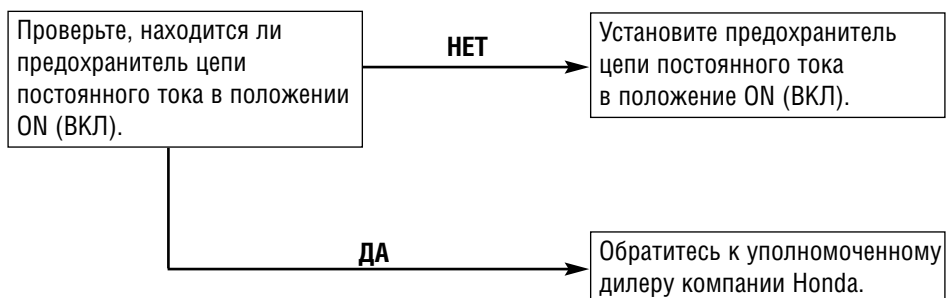 Проверьте, находится ли
предохранитель цепи
постоянного тока в положении
ON (ВКЛ).
НЕТ
Установите предохранитель
цепи постоянного тока
в положение ON (ВКЛ).
ДА
Обратитесь к уполномоченному
дилеру компании Honda.